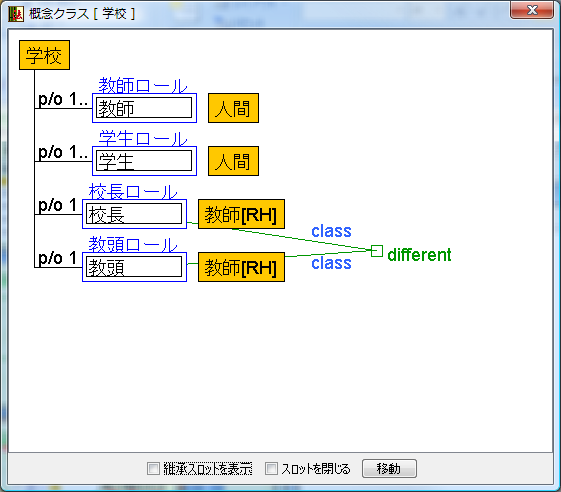 概念クラス [ 学校 ]
学校
教師ロール
p/o 1.. 教師 人間
学生ロール
p/o 1.. 学生 人間
校長ロール
p/o 1 校長 教師[RH]
class
different
教頭ロール
p/o 1 教頭 教師[RH]
class
継承スロットを表示 スロットを閉じる 移動